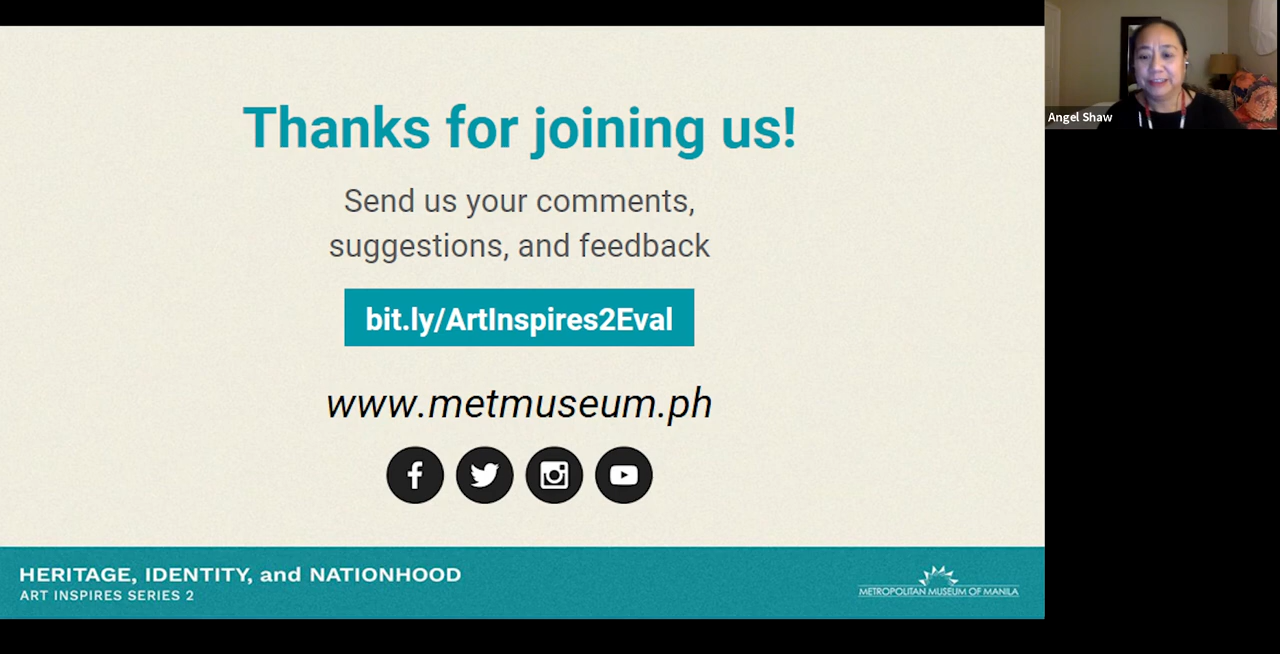 Thanks for joining us!
Send us your comments,
suggestions, and feedback
bit.ly/ArtInspires2Eval
www.metmuseum.ph
HERITAGE, IDENTITY, and NATIONHOOD
ART INSPIRES SERIES 2
METROPOLITAN MUSEUM OF MANILA
Angel Shaw